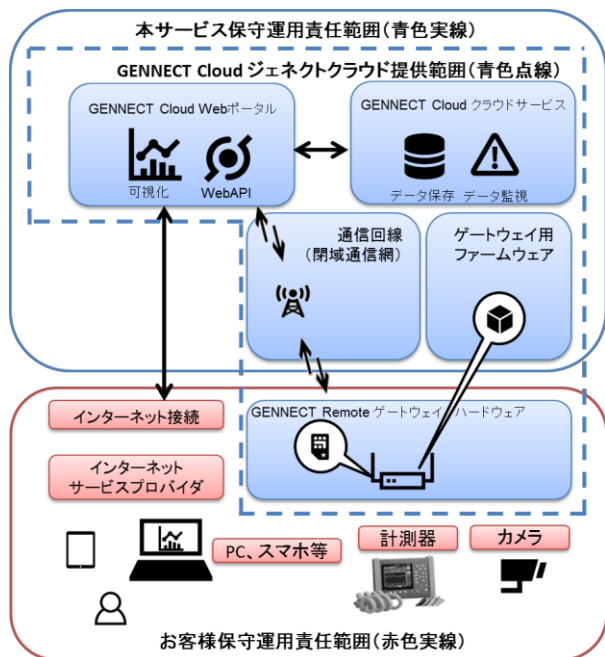 本サービス保守運用責任範囲（青色実線）
GENNECT Cloud ジェネクトクラウド提供範囲（青色点線）
GENNECT Cloud Webポータル
可視化
WebAPI
GENNECT Cloud クラウドサービス
データ保存
データ監視
通信回線
（閉域通信網）
ゲートウェイ用
ファームウェア
インターネット接続
GENNECT Remote ゲートウェイ ハードウェア
インターネット
サービスプロバイダ
PC、スマホ等
計測器
カメラ
お客様保守運用責任範囲（赤色実線）